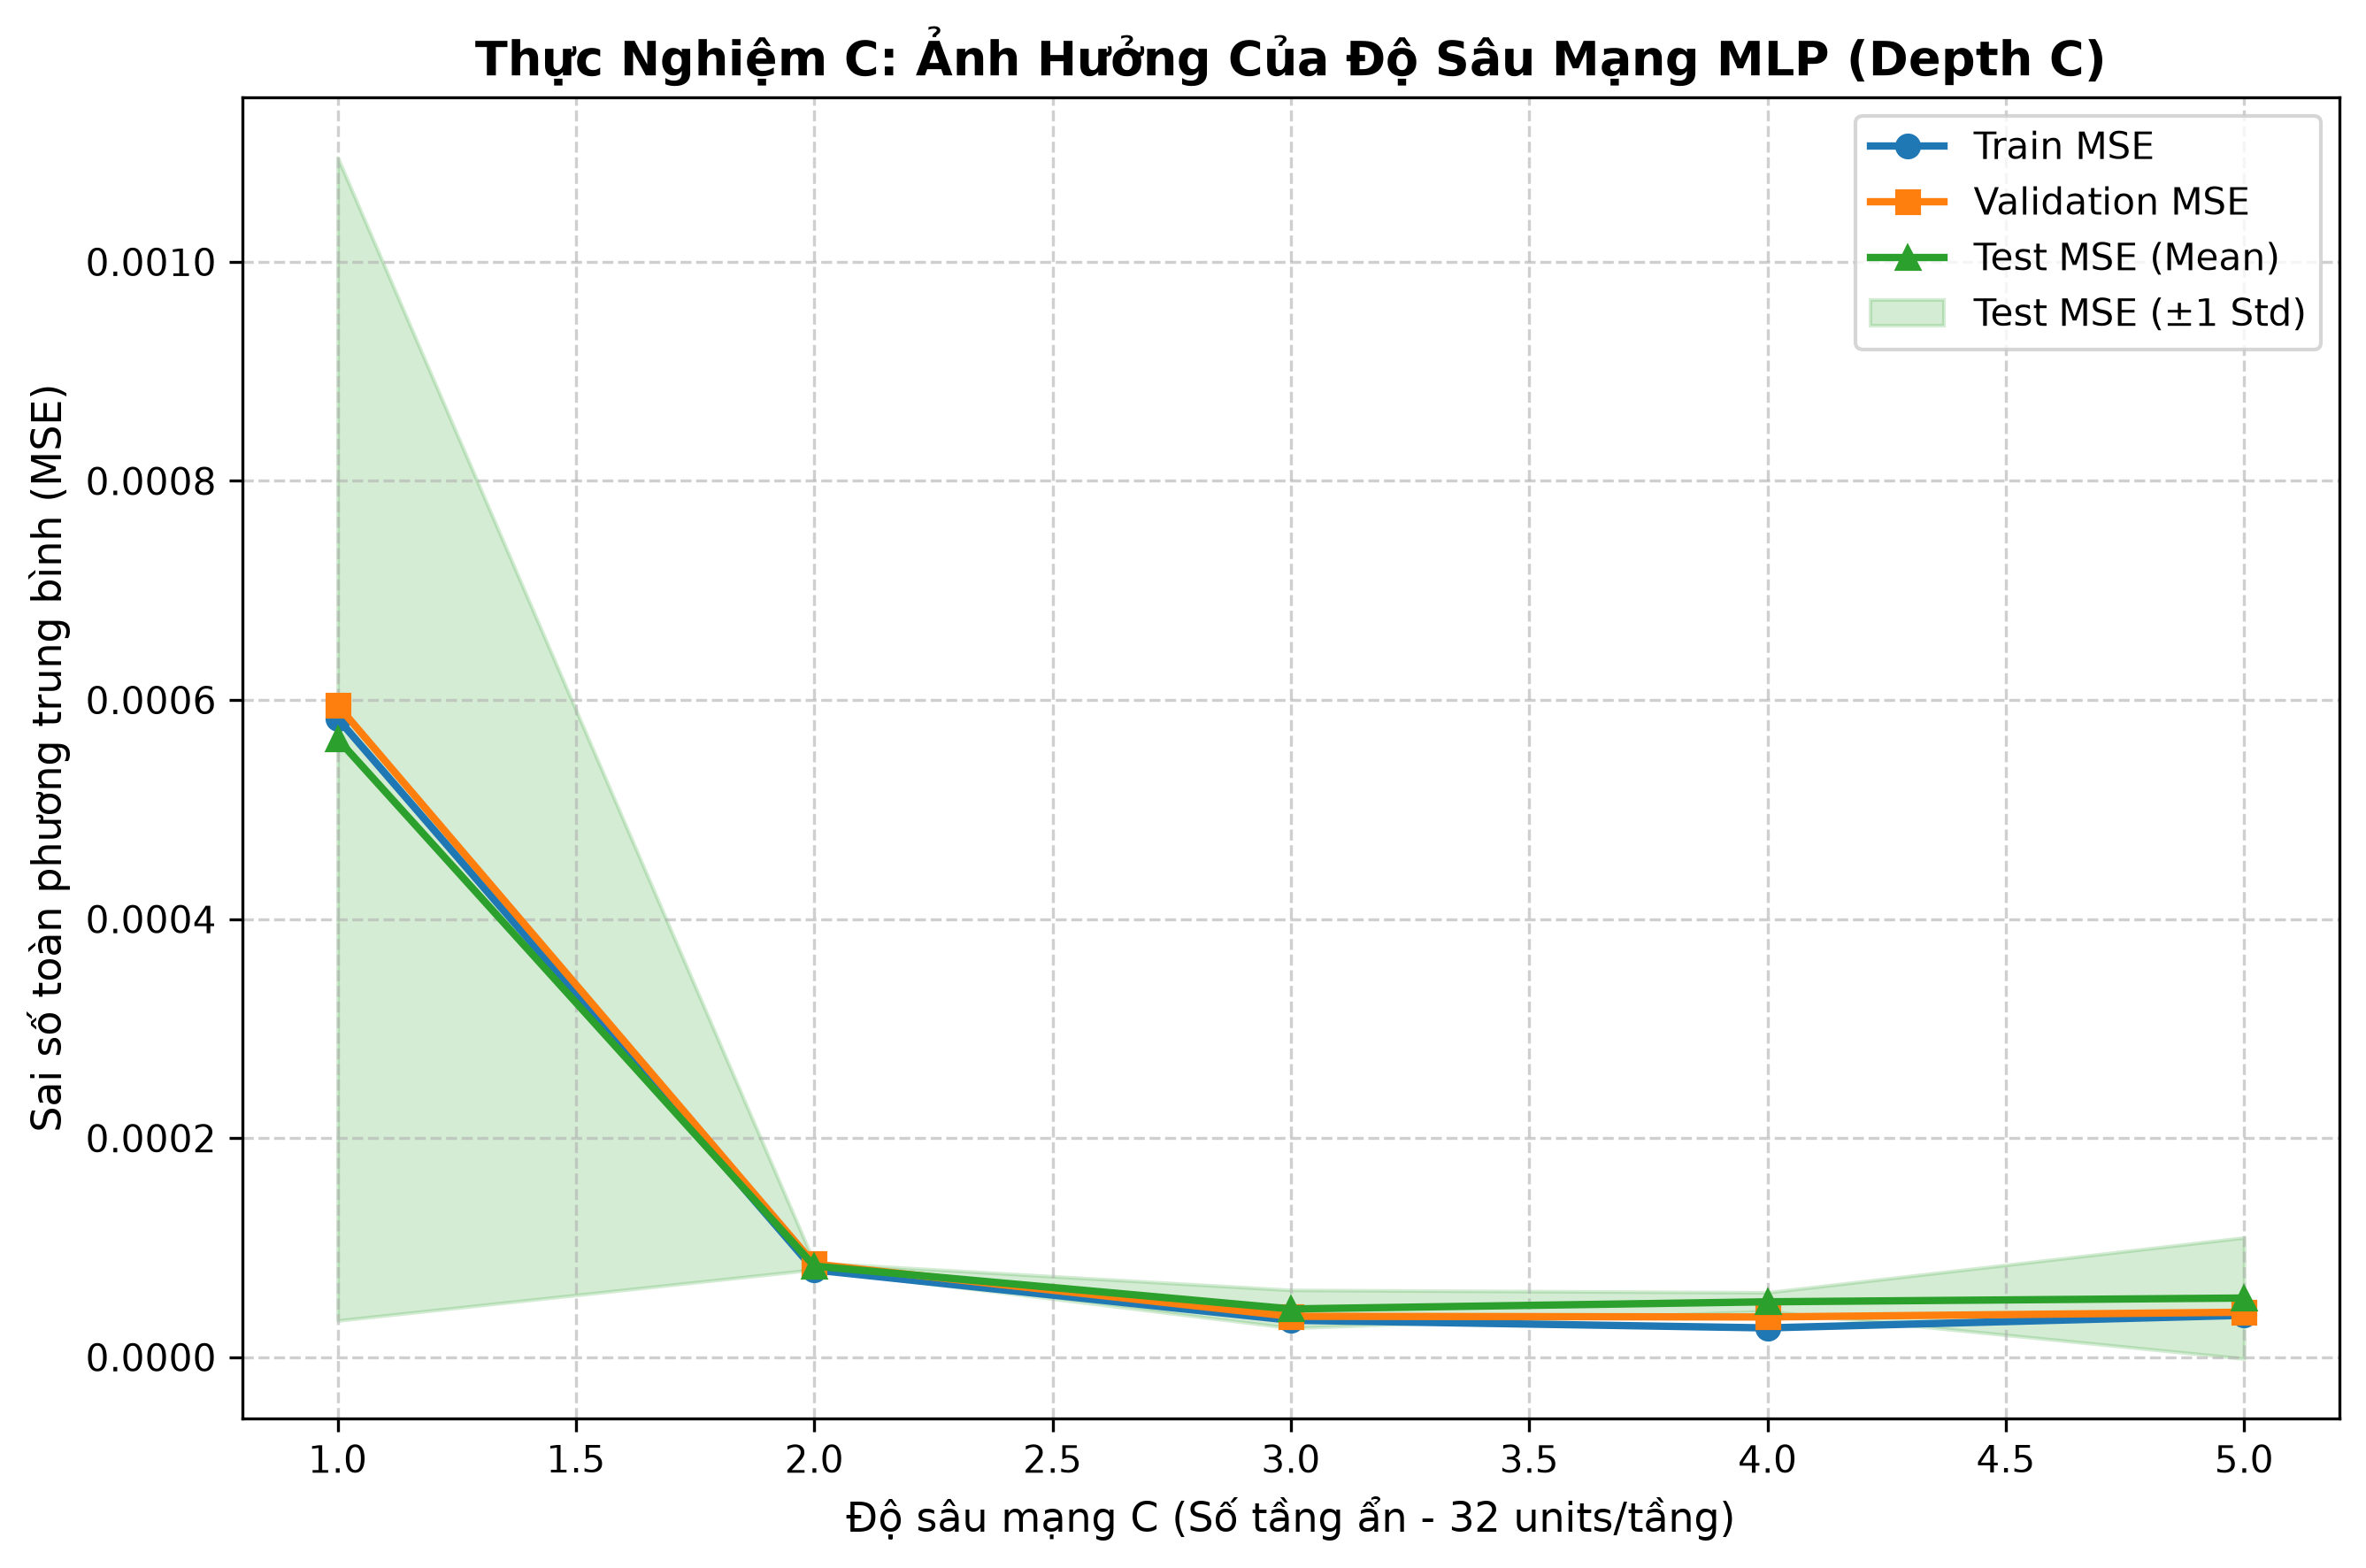 Thực Nghiệm C: Ảnh Hưởng Của Độ Sâu Mạng MLP (Depth C)
Train MSE
Validation MSE
Test MSE (Mean)
Test MSE (±1 Std)
Sai số toàn phương trung bình (MSE)
0.0010
0.0008
0.0006
0.0004
0.0002
0.0000
1.0 1.5 2.0 2.5 3.0 3.5 4.0 4.5 5.0
Độ sâu mạng C (Số tầng ẩn - 32 units/tầng)